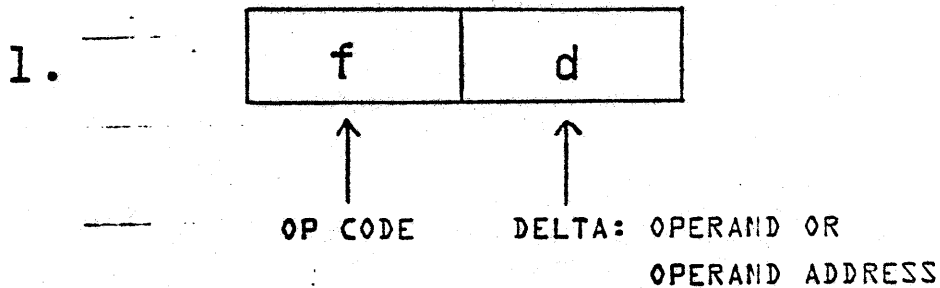 1. f d
OP CODE DELTA: OPERAND OR
OPERAND ADDRESS